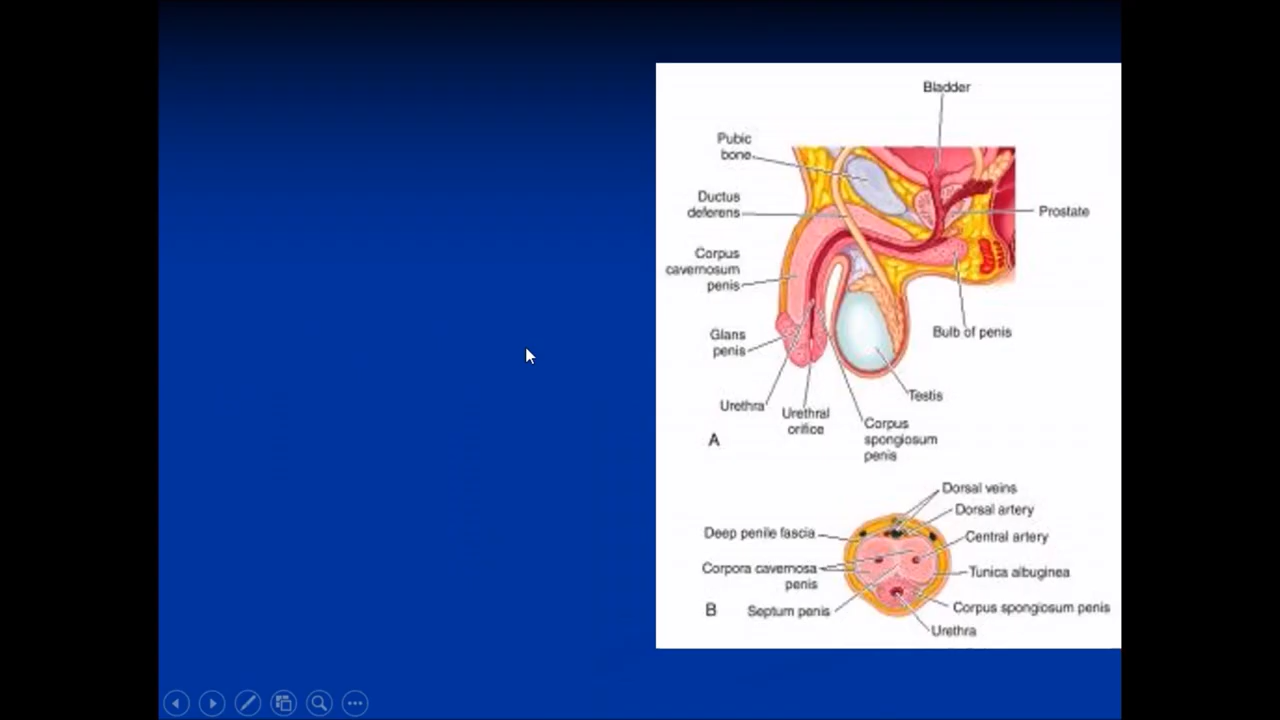 Bladder
Pubic
bone
Ductus
deferens
Prostate
Corpus
cavernosum
penis
Glans
penis
Bulb of penis
Urethra
Urethral
orifice
Testis
Corpus
spongiosum
penis
A
Dorsal veins
Dorsal artery
Deep penile fascia
Central artery
Corpora cavernosa
penis
Tunica albuginea
B
Septum penis
Corpus spongiosum penis
Urethra